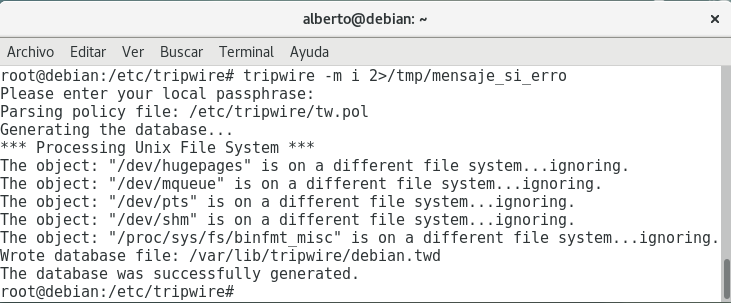 alberto@debian: ~
Archivo Editar Ver Buscar Terminal Ayuda
root@debian:/etc/tripwire# tripwire -m i 2>/tmp/mensaje_si_erro
Please enter your local passphrase:
Parsing policy file: /etc/tripwire/tw.pol
Generating the database...
*** Processing Unix File System ***
The object: "/dev/hugepages" is on a different file system...ignoring.
The object: "/dev/mqueue" is on a different file system...ignoring.
The object: "/dev/pts" is on a different file system...ignoring.
The object: "/dev/shm" is on a different file system...ignoring.
The object: "/proc/sys/fs/binfmt_misc" is on a different file system...ignoring.
Wrote database file: /var/lib/tripwire/debian.twd
The database was successfully generated.
root@debian:/etc/tripwire#